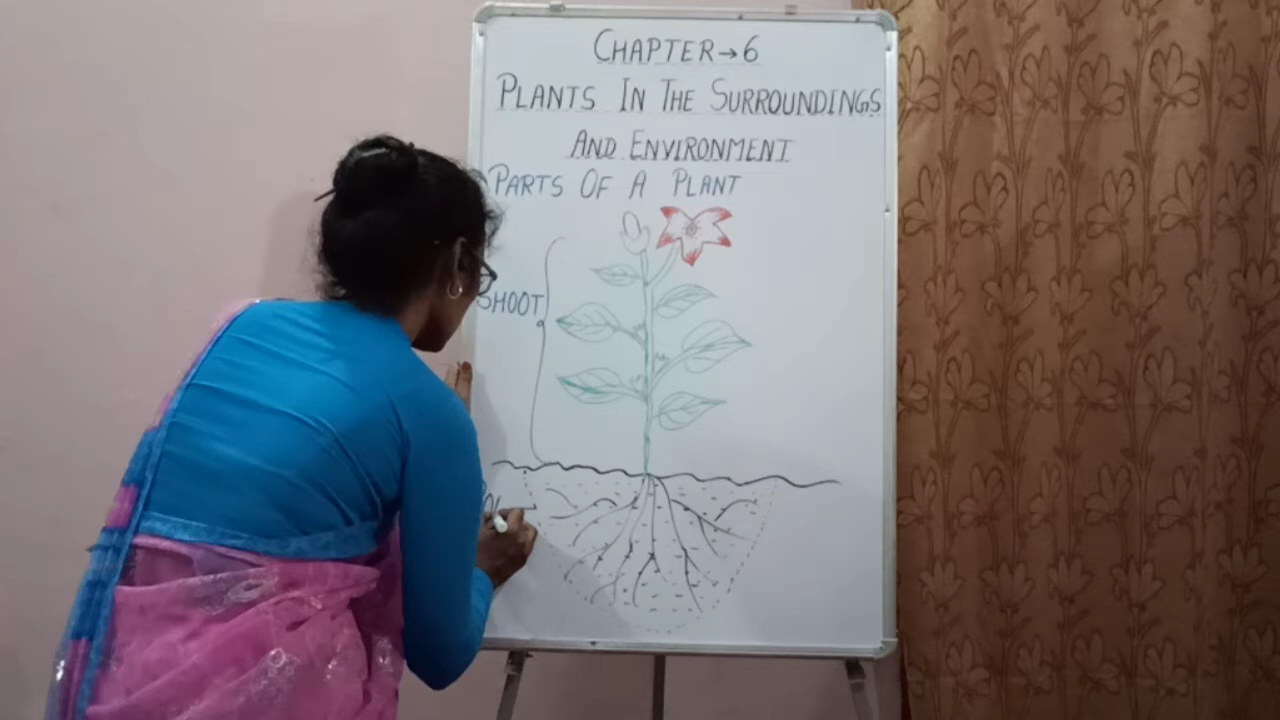 CHAPTER→6
PLANTS IN THE SURROUNDINGS
AND ENVIRONMENT
PARTS OF A PLANT
SHOOT